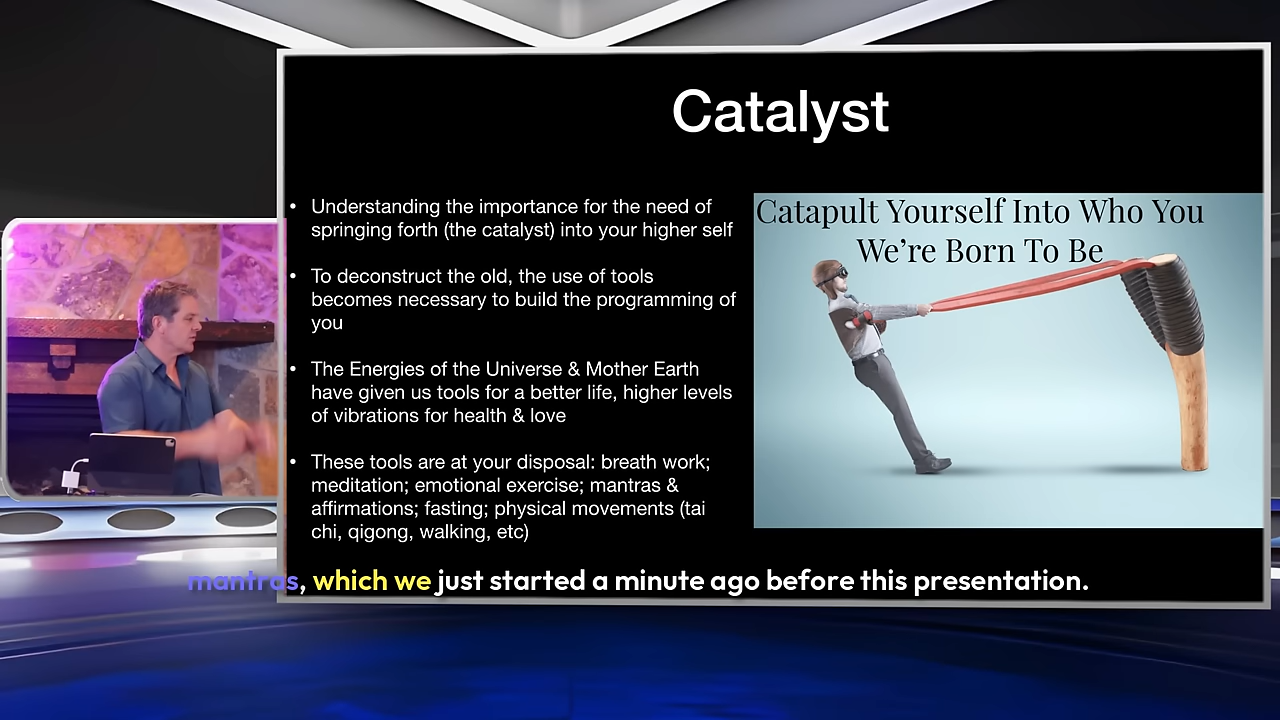 Catalyst
• Understanding the importance for the need of
springing forth (the catalyst) into your higher self
• To deconstruct the old, the use of tools
becomes necessary to build the programming of
you
• The Energies of the Universe & Mother Earth
have given us tools for a better life, higher levels
of vibrations for health & love
• These tools are at your disposal: breath work;
meditation; emotional exercise; mantras &
affirmations; fasting; physical movements (tai
chi, qigong, walking, etc)
Catapult Yourself Into Who You
We’re Born To Be
mantras, which we just started a minute ago before this presentation.